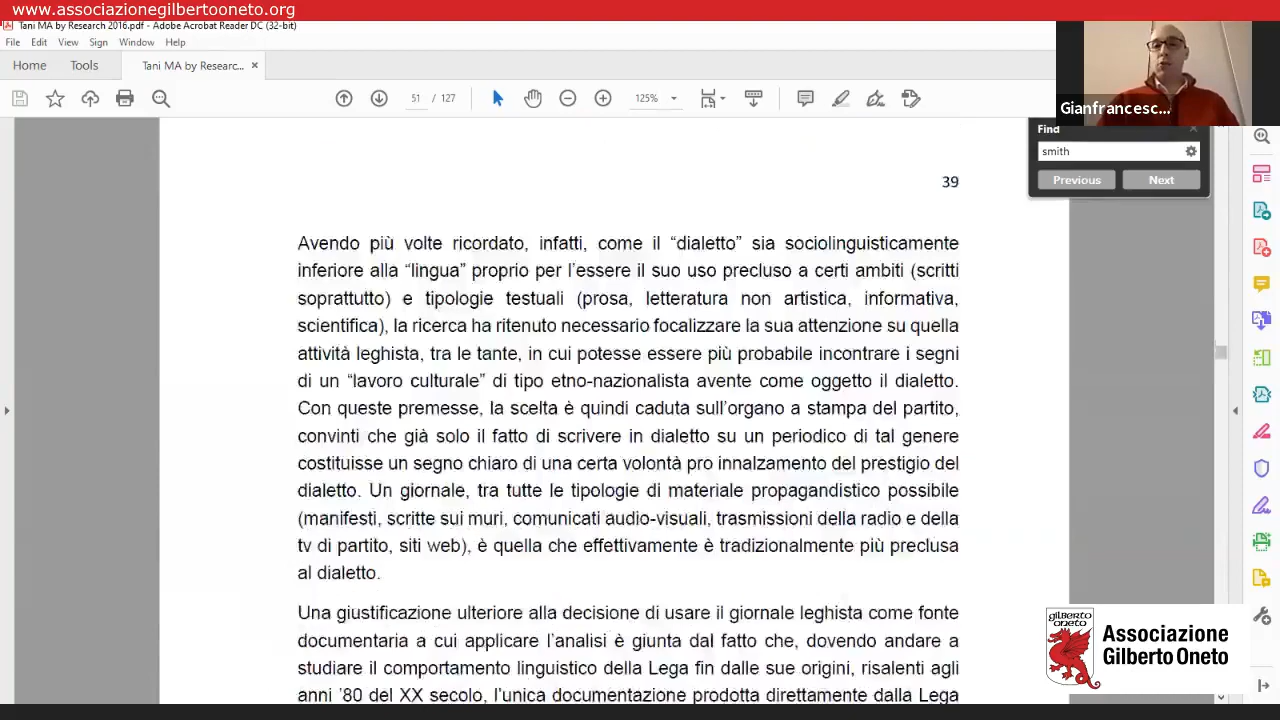 www.associazionegilbertooneto.org
Tani MA by Research 2016.pdf - Adobe Acrobat Reader DC (32-bit)
File Edit View Sign Window Help
Home Tools Tani MA by Researc... ×
51 / 127 125%
Gianfrancesc...
Find
smith
Previous Next
39
Avendo più volte ricordato, infatti, come il “dialetto” sia sociolinguisticamente
inferiore alla “lingua” proprio per l’essere il suo uso precluso a certi ambiti (scritti
soprattutto) e tipologie testuali (prosa, letteratura non artistica, informativa,
scientifica), la ricerca ha ritenuto necessario focalizzare la sua attenzione su quella
attività leghista, tra le tante, in cui potesse essere più probabile incontrare i segni
di un “lavoro culturale” di tipo etno-nazionalista avente come oggetto il dialetto.
Con queste premesse, la scelta è quindi caduta sull’organo a stampa del partito,
convinti che già solo il fatto di scrivere in dialetto su un periodico di tal genere
costituisse un segno chiaro di una certa volontà pro innalzamento del prestigio del
dialetto. Un giornale, tra tutte le tipologie di materiale propagandistico possibile
(manifesti, scritte sui muri, comunicati audio-visuali, trasmissioni della radio e della
tv di partito, siti web), è quella che effettivamente è tradizionalmente più preclusa
al dialetto.
Una giustificazione ulteriore alla decisione di usare il giornale leghista come fonte
documentaria a cui applicare l’analisi è giunta dal fatto che, dovendo andare a
studiare il comportamento linguistico della Lega fin dalle sue origini, risalenti agli
anni ’80 del XX secolo, l’unica documentazione prodotta direttamente dalla Lega
gilberto
oneto
Associazione
Gilberto Oneto